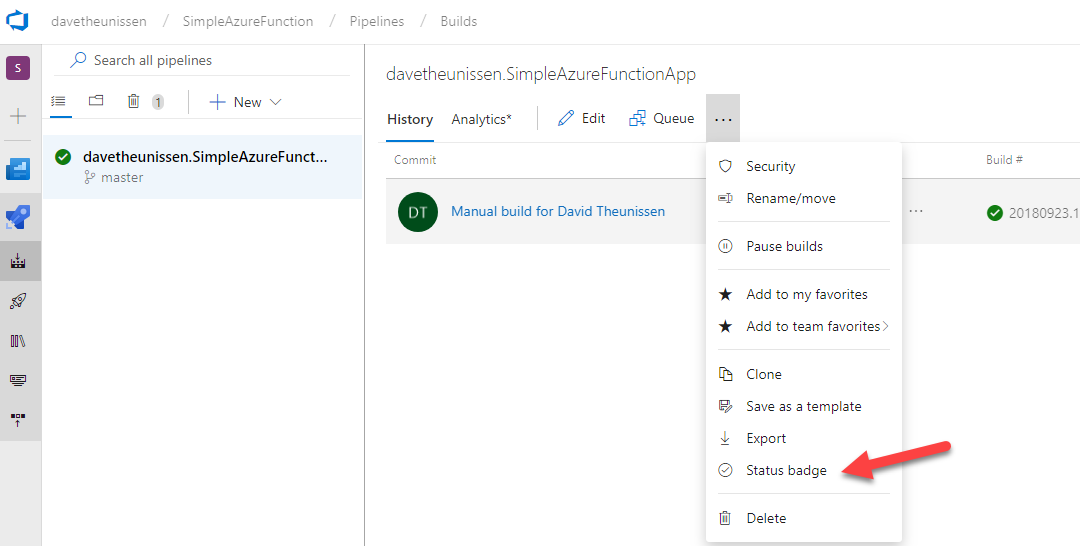 davetheunissen / SimpleAzureFunction / Pipelines / Builds
S
Search all pipelines
1
New
davetheunissen.SimpleAzureFunct...
master
davetheunissen.SimpleAzureFunctionApp
History Analytics* Edit Queue ...
Commit Build #
DT Manual build for David Theunissen ... 20180923.1
Security
Rename/move
Pause builds
Add to my favorites
Add to team favorites
Clone
Save as a template
Export
Status badge
Delete